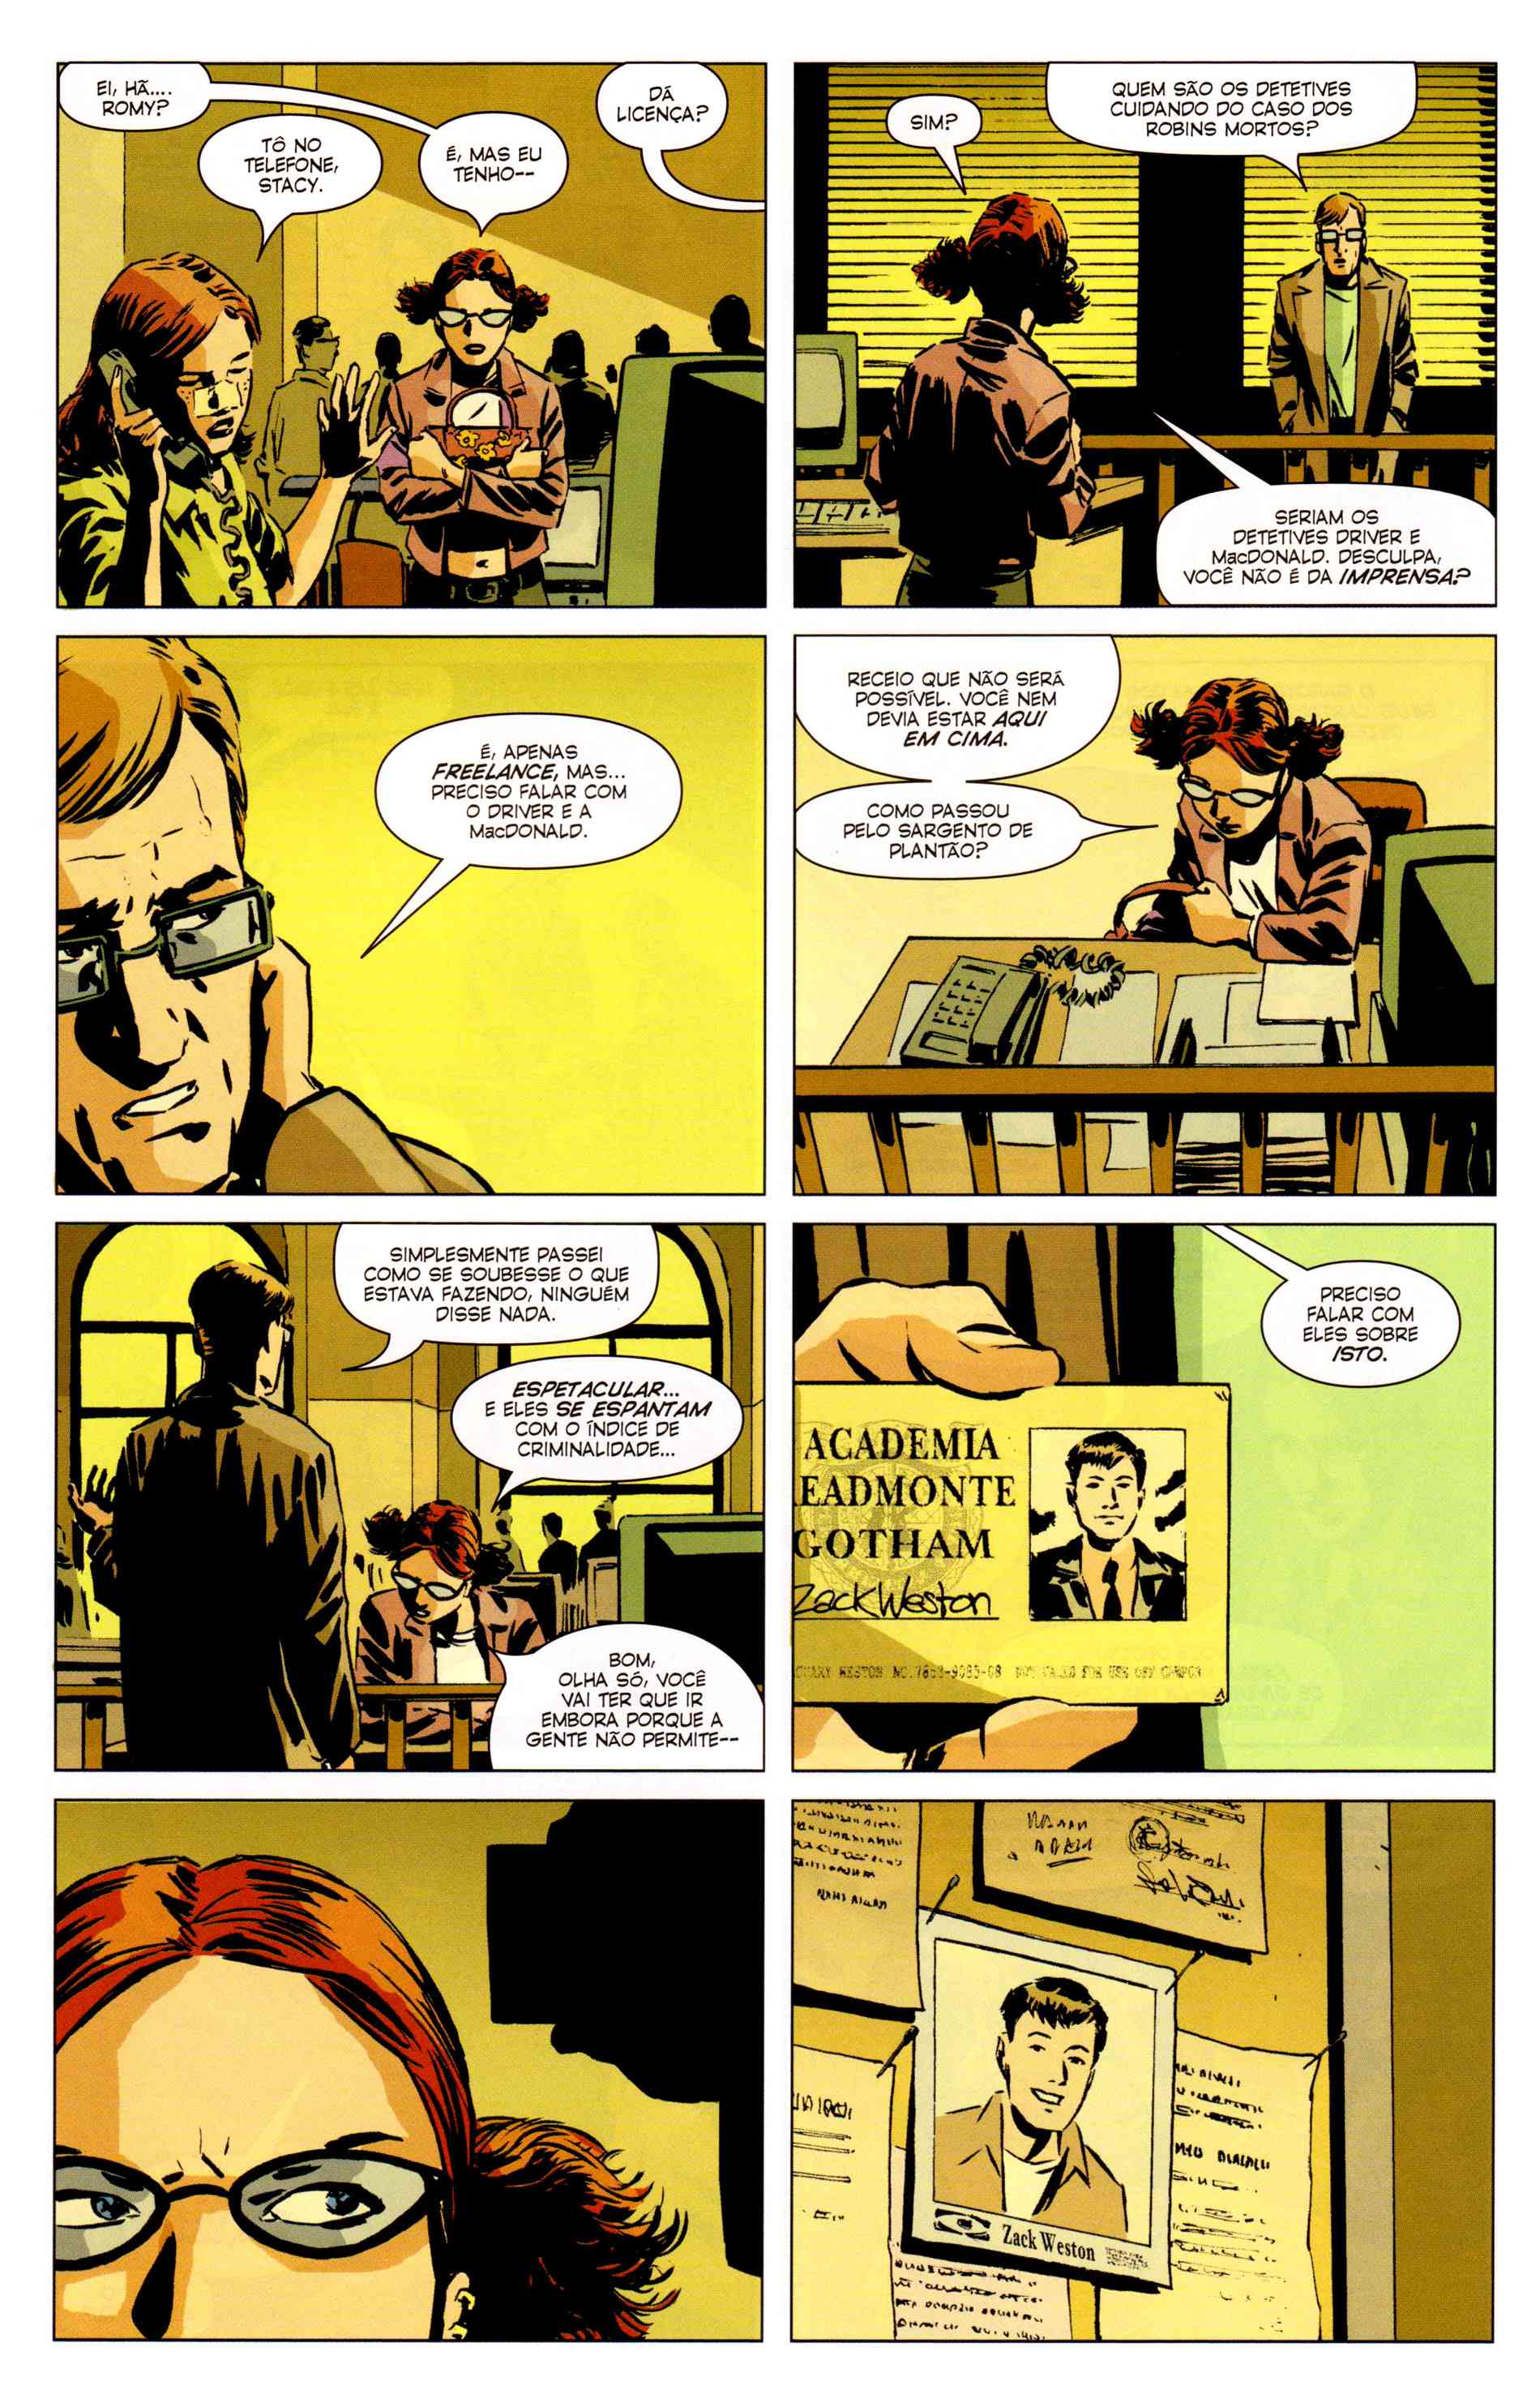 EI, HÃ....
ROMY?
TÔ NO
TELEFONE,
STACY.
É, MAS EU
TENHO--
DÁ
LICENÇA?
SIM?
QUEM SÃO OS DETETIVES
CUIDANDO DO CASO DOS
ROBINS MORTOS?
SERIAM OS
DETETIVES DRIVER E
MacDONALD. DESCULPA,
VOCÊ NÃO É DA IMPRENSA?
É, APENAS
FREELANCE, MAS...
PRECISO FALAR COM
O DRIVER E A
MacDONALD.
RECEIO QUE NÃO SERÁ
POSSÍVEL. VOCÊ NEM
DEVIA ESTAR AQUI
EM CIMA.
COMO PASSOU
PELO SARGENTO DE
PLANTÃO?
SIMPLESMENTE PASSEI
COMO SE SOUBESSE O QUE
ESTAVA FAZENDO, NINGUÉM
DISSE NADA.
ESPETACULAR...
E ELES SE ESPANTAM
COM O ÍNDICE DE
CRIMINALIDADE...
BOM,
OLHA SÓ, VOCÊ
VAI TER QUE IR
EMBORA PORQUE A
GENTE NÃO PERMITE--
PRECISO
FALAR COM
ELES SOBRE
ISTO.
ACADEMIA
EADMONTE
GOTHAM
Zack Weston
WESTON NO.
Zack Weston